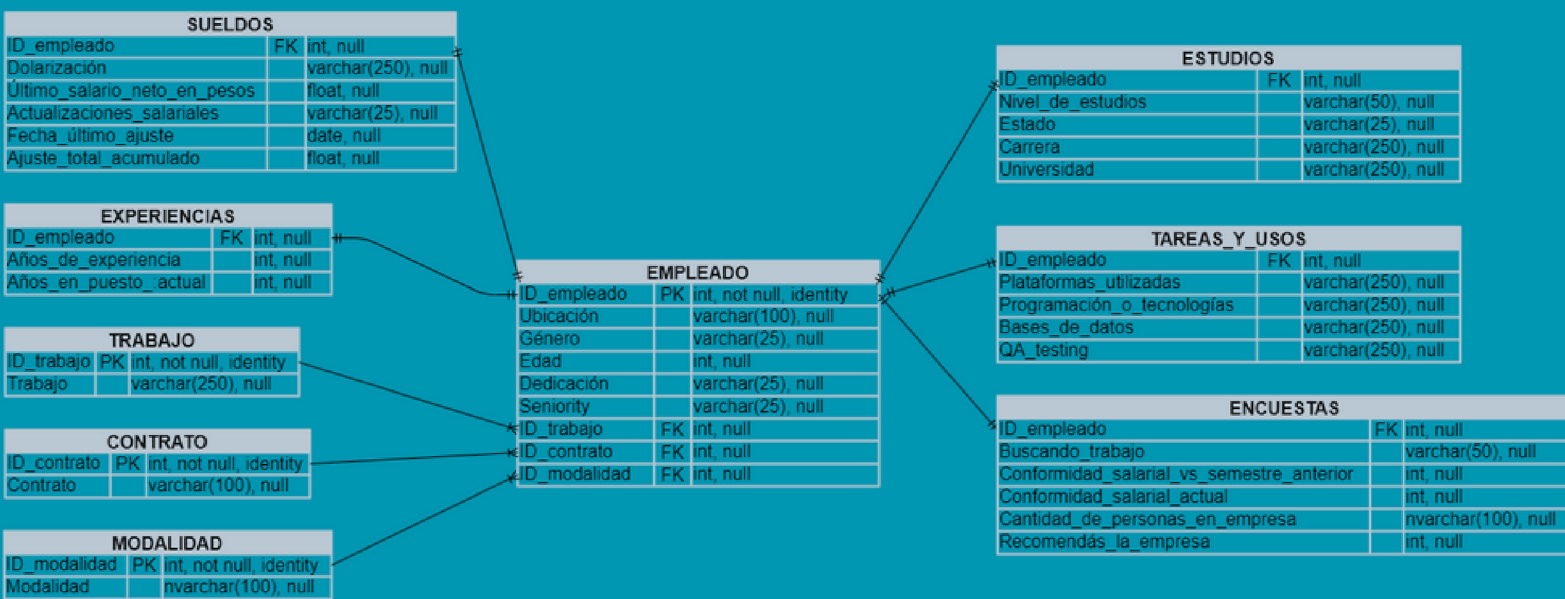 SUELDOS
ID_empleado FK int, null
Dolarización varchar(250), null
Último_salario_neto_en_pesos float, null
Actualizaciones_salariales varchar(25), null
Fecha_último_ajuste date, null
Ajuste_total_acumulado float, null
EXPERIENCIAS
ID_empleado FK int, null
Años_de_experiencia int, null
Años_en_puesto_:actual int, null
TRABAJO
ID_trabajo PK int, not null, identity
Trabajo varchar(250), null
CONTRATO
ID_contrato PK int, not null, identity
Contrato varchar(100), null
MODALIDAD
ID_modalidad PK int, not null, identity
Modalidad nvarchar(100), null
EMPLEADO
ID_empleado PK int, not null, identity
Ubicación varchar(100), null
Género varchar(25), null
Edad int, null
Dedicación varchar(25), null
Seniority varchar(25), null
ID_trabajo FK int, null
ID_contrato FK int, null
ID_modalidad FK int, null
ESTUDIOS
ID_empleado FK int, null
Nivel_de_estudios varchar(50), null
Estado varchar(25), null
Carrera varchar(250), null
Universidad varchar(250), null
TAREAS_Y_USOS
ID_empleado FK int, null
Plataformas_utilizadas varchar(250), null
Programación_o_tecnologías varchar(250), null
Bases_de_datos varchar(250), null
QA_testing varchar(250), null
ENCUESTAS
ID_empleado FK int, null
Buscando_trabajo varchar(50), null
Conformidad_salarial_vs_semestre_anterior int, null
Conformidad_salarial_actual int, null
Cantidad_de_personas_en_empresa nvarchar(100), null
Recomendás_la_empresa int, null